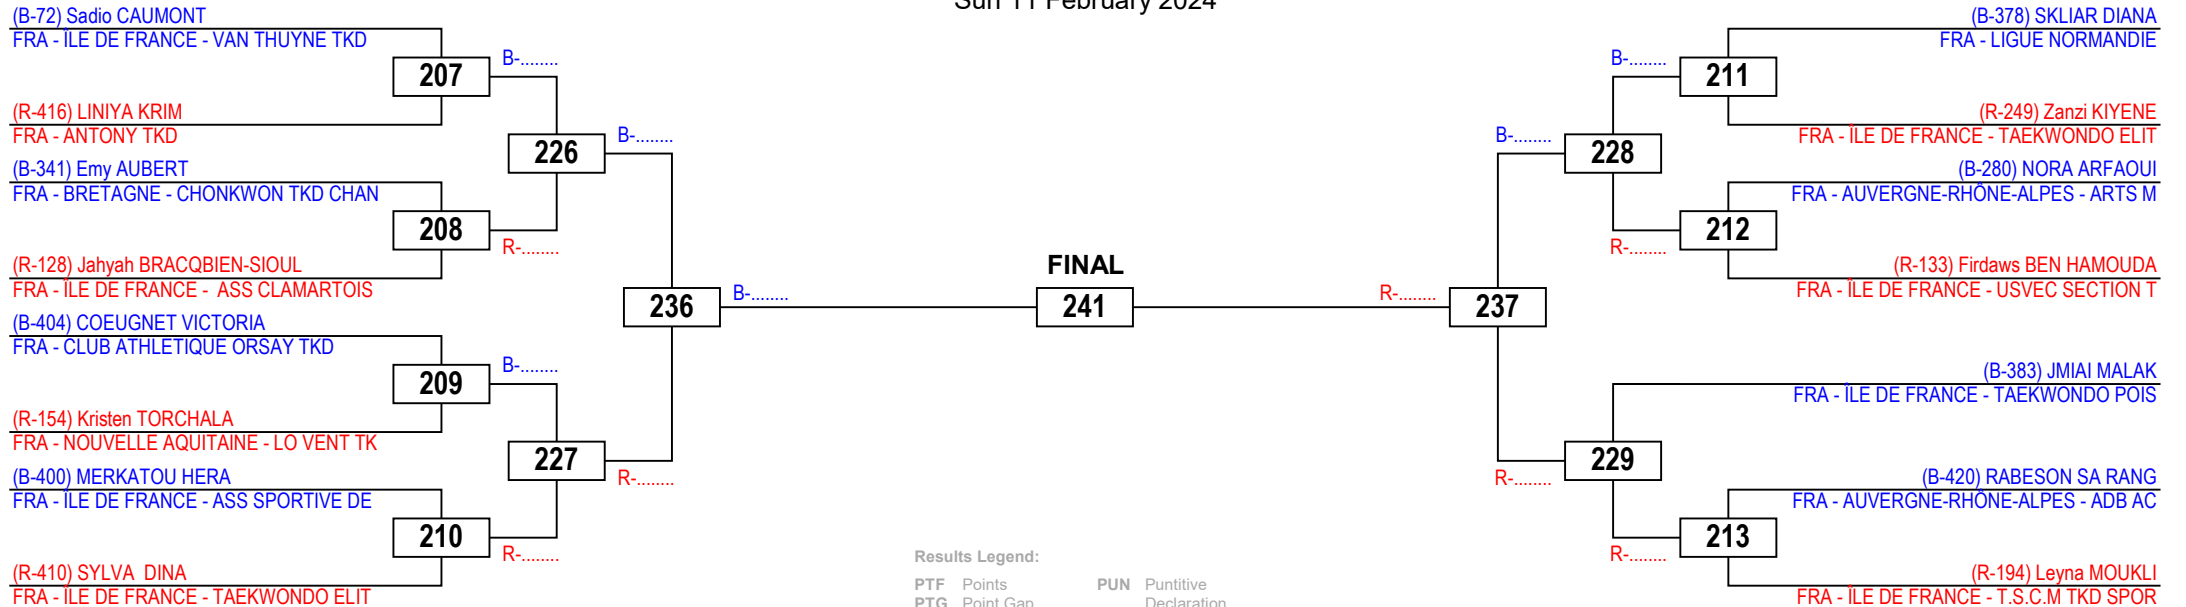 Sun 11 February 2024
(B-72) Sadio CAUMONT
FRA - ÎLE DE FRANCE - VAN THUYNE TKD
207
B-........
(R-416) LINIYA KRIM
FRA - ANTONY TKD
226
B-........
(B-341) Emy AUBERT
FRA - BRETAGNE - CHONKWON TKD CHAN
208
R-........
(R-128) Jahyah BRACQBIEN-SIOUL
FRA - ÎLE DE FRANCE - ASS CLAMARTOIS
236
B-........
(B-404) COEUGNET VICTORIA
FRA - CLUB ATHLETIQUE ORSAY TKD
209
B-........
(R-154) Kristen TORCHALA
FRA - NOUVELLE AQUITAINE - LO VENT TK
227
R-........
(B-400) MERKATOU HERA
FRA - ÎLE DE FRANCE - ASS SPORTIVE DE
210
R-........
(R-410) SYLVA DINA
FRA - ÎLE DE FRANCE - TAEKWONDO ELIT
FINAL
241
(B-378) SKLIAR DIANA
FRA - LIGUE NORMANDIE
B-........
211
(R-249) Zanzi KIYENE
FRA - ÎLE DE FRANCE - TAEKWONDO ELIT
B-........
228
(B-280) NORA ARFAOUI
FRA - AUVERGNE-RHÔNE-ALPES - ARTS M
R-........
212
(R-133) Firdaws BEN HAMOUDA
FRA - ÎLE DE FRANCE - USVEC SECTION T
R-........
237
(B-383) JMIAI MALAK
FRA - ÎLE DE FRANCE - TAEKWONDO POIS
R-........
229
(B-420) RABESON SA RANG
FRA - AUVERGNE-RHÔNE-ALPES - ADB AC
R-........
213
(R-194) Leyna MOUKLI
FRA - ÎLE DE FRANCE - T.S.C.M TKD SPOR
Results Legend:
PTF Points PUN Puntitive
PTG Point Gap Declaration